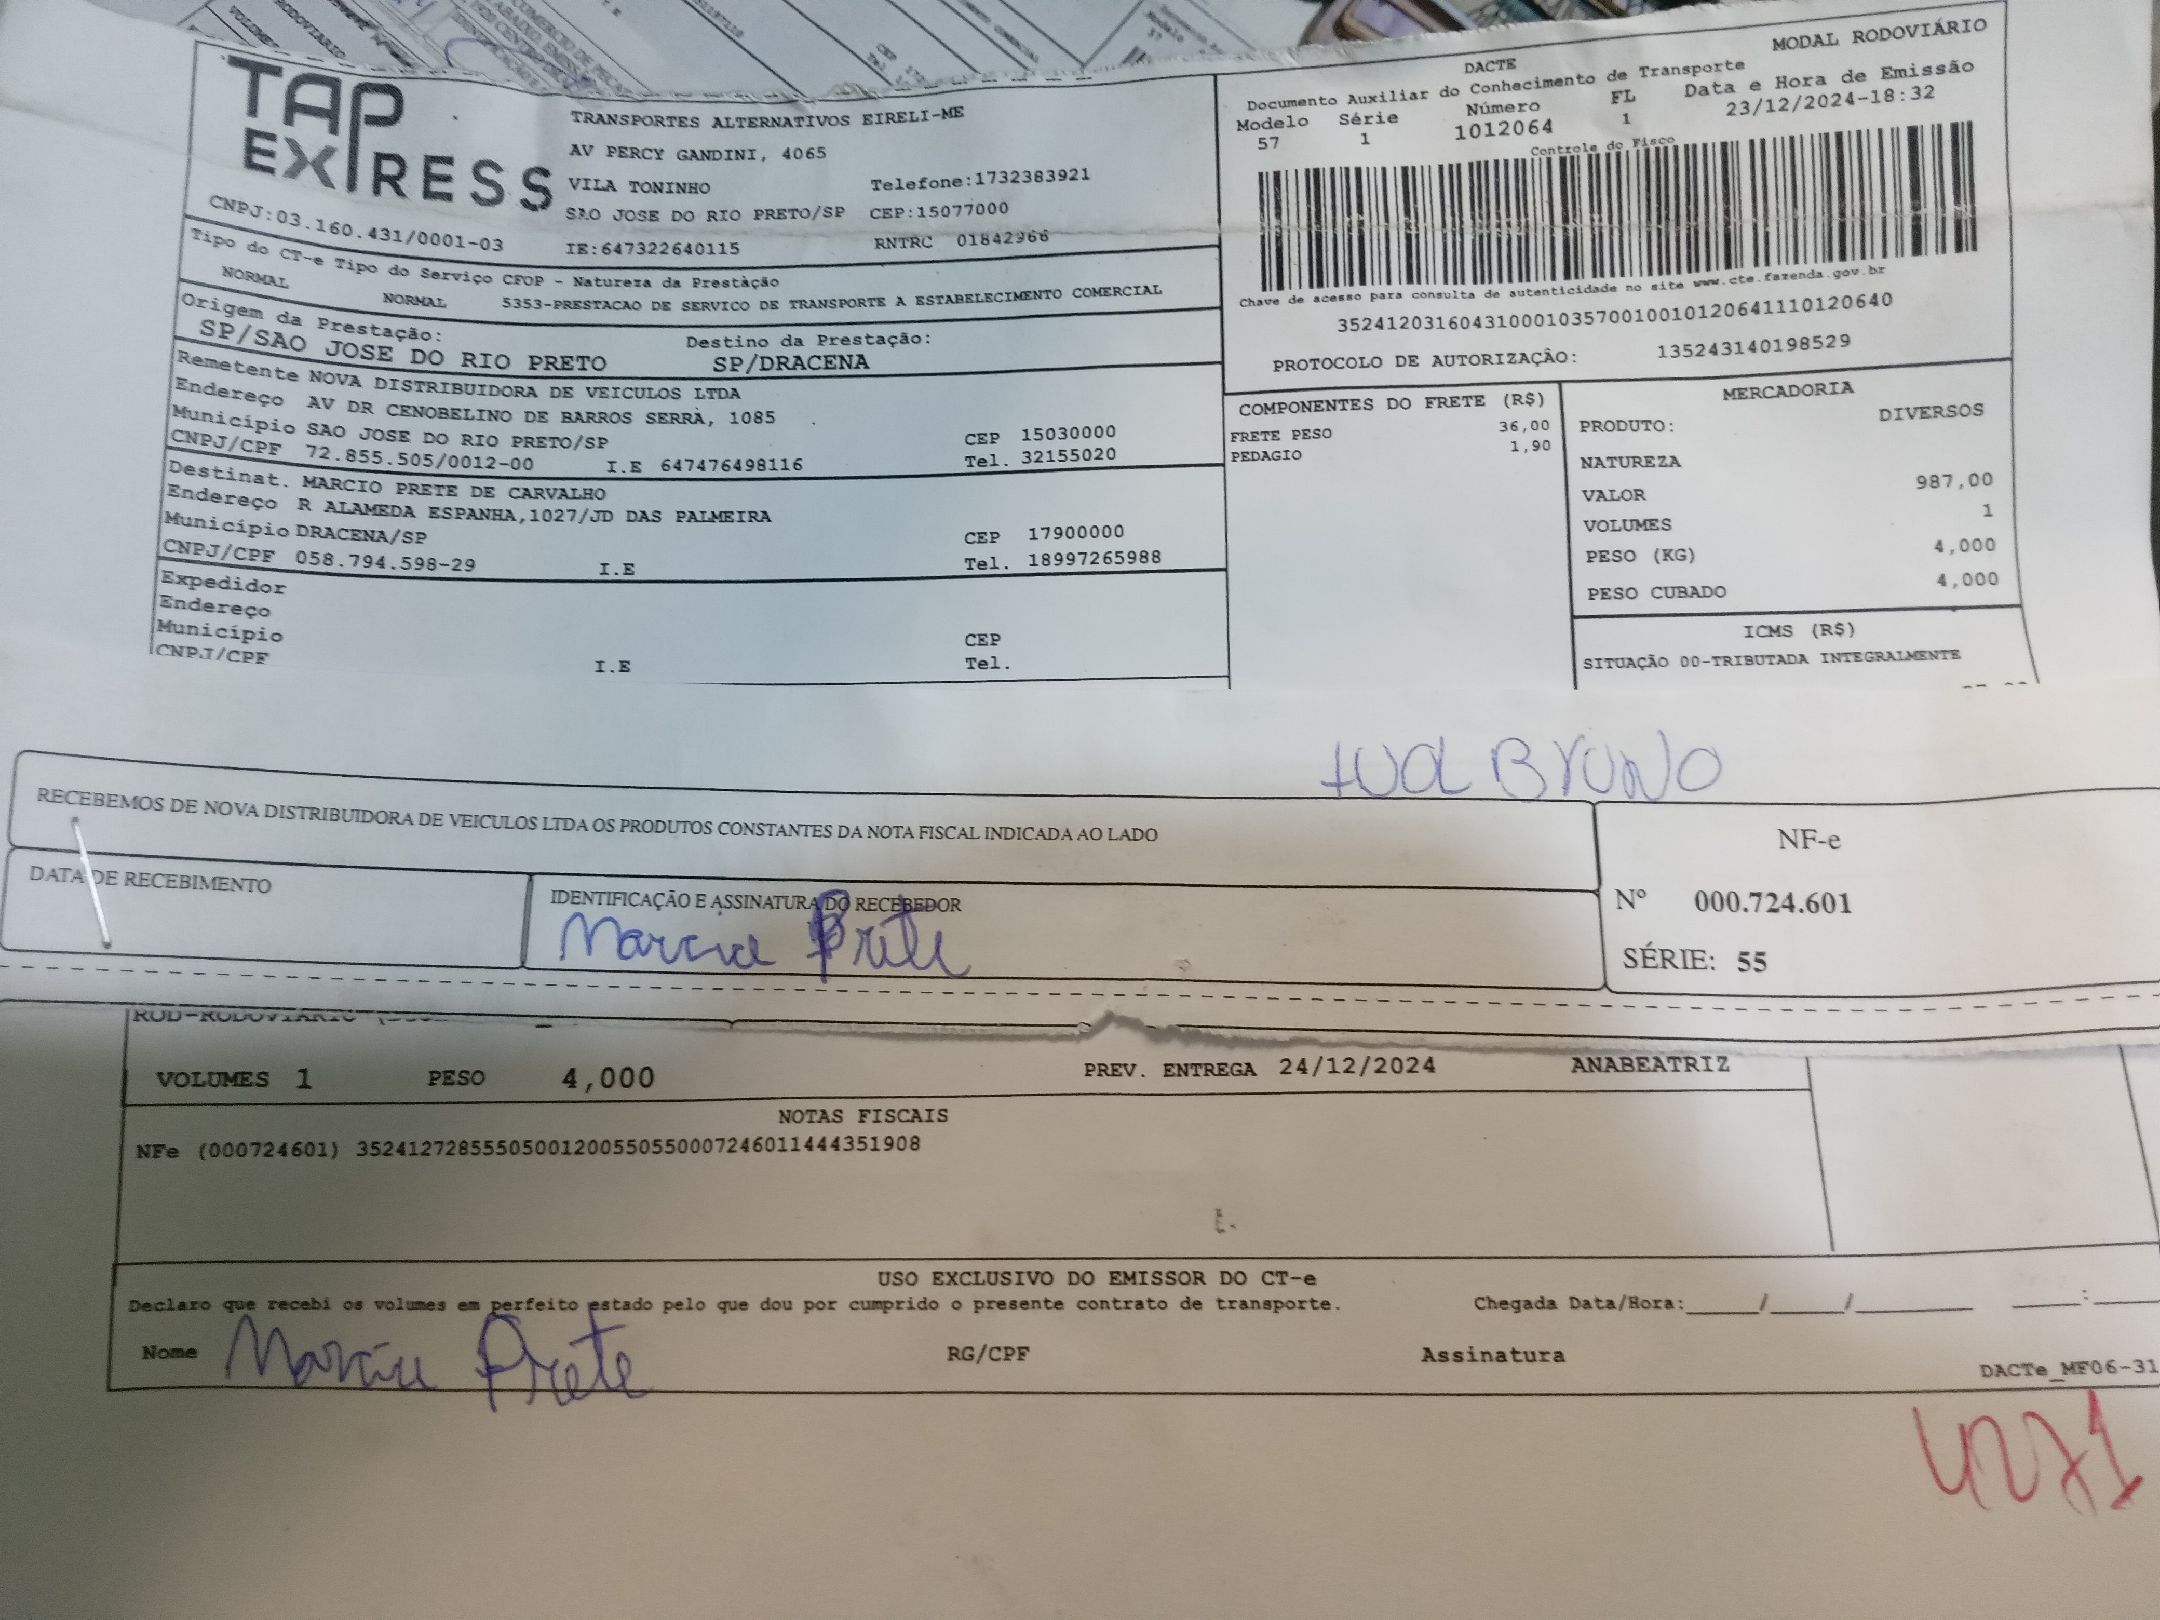 TAP
EXPRESS
TRANSPORTES ALTERNATIVOS EIRELI-ME
AV PERCY GANDINI, 4065
VILA TONINHO Telefone:1732383921
SAO JOSE DO RIO PRETO/SP CEP:15077000
CNPJ:03.160.431/0001-03 IE:647322640115 RNTRC 01842966
MODAL RODOVIÁRIO
DACTE
Documento Auxiliar do Conhecimento de Transporte
Modelo Série Número FL Data e Hora de Emissão
57 1 1012064 1 23/12/2024-18:32
Controle do Fisco
Chave de acesso para consulta de autenticidade no site www.cte.fazenda.gov.br
35241203160431000103570010010120641110120640
PROTOCOLO DE AUTORIZAÇÃO: 135243140198529
Tipo do CT-e Tipo do Serviço CFOP - Natureza da Prestação
NORMAL NORMAL 5353-PRESTACAO DE SERVICO DE TRANSPORTE A ESTABELECIMENTO COMERCIAL
Origem da Prestação: Destino da Prestação:
SP/SAO JOSE DO RIO PRETO SP/DRACENA
Remetente NOVA DISTRIBUIDORA DE VEICULOS LTDA
Endereço AV DR CENOBELINO DE BARROS SERRA, 1085
Município SAO JOSE DO RIO PRETO/SP CEP 15030000
CNPJ/CPF 72.855.505/0012-00 I.E 647476498116 Tel. 32155020
Destinat. MARCIO PRETE DE CARVALHO
Endereço R ALAMEDA ESPANHA,1027/JD DAS PALMEIRA
Município DRACENA/SP CEP 17900000
CNPJ/CPF 058.794.598-29 I.E Tel. 18997265988
Expedidor
Endereço
Município CEP
CNPJ/CPF I.E Tel.
COMPONENTES DO FRETE (R$)
FRETE PESO 36,00
PEDAGIO 1,90
MERCADORIA
PRODUTO: DIVERSOS
NATUREZA
VALOR 987,00
VOLUMES 1
PESO (KG) 4,000
PESO CUBADO 4,000
ICMS (R$)
SITUAÇÃO 00-TRIBUTADA INTEGRALMENTE
BRUNO
RECEBEMOS DE NOVA DISTRIBUIDORA DE VEICULOS LTDA OS PRODUTOS CONSTANTES DA NOTA FISCAL INDICADA AO LADO
DATA DE RECEBIMENTO
IDENTIFICAÇÃO E ASSINATURA DO RECEBEDOR
Prete
NF-e
Nº 000.724.601
SÉRIE: 55
ROD-RODOVIARIO
VOLUMES 1 PESO 4,000 PREV. ENTREGA 24/12/2024 ANABEATRIZ
NOTAS FISCAIS
NFe (000724601) 35241272855505001200550550007246011444351908
USO EXCLUSIVO DO EMISSOR DO CT-e
Declaro que recebi os volumes em perfeito estado pelo que dou por cumprido o presente contrato de transporte. Chegada Data/Hora:_____/_____/_________ _____:_____
Nome Prete RG/CPF Assinatura
DACTe_MF06-31
4271